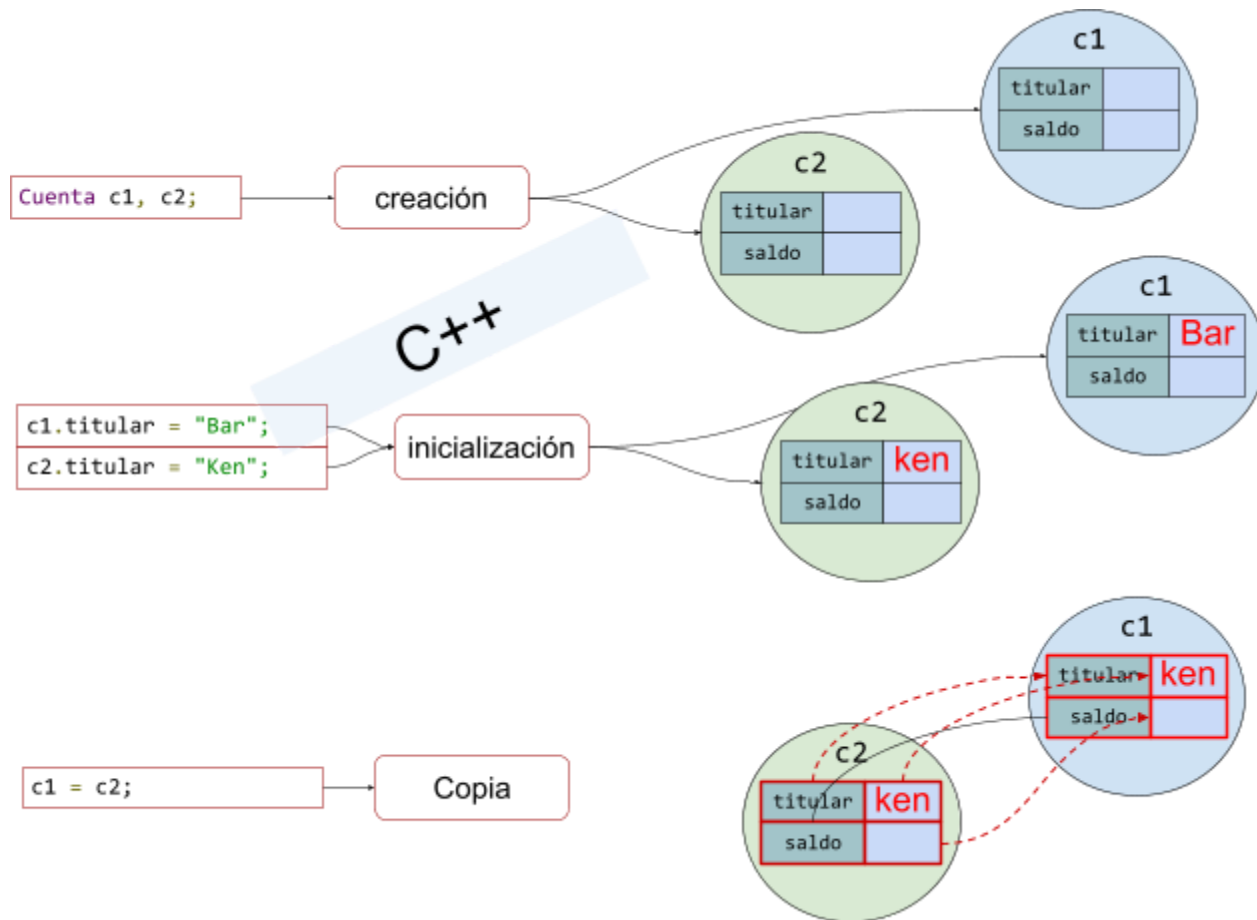 c1
titular
saldo
c2
titular
saldo
Cuenta c1, c2;
creación
C++
c1
titular Bar
saldo
c1.titular = "Bar";
c2.titular = "Ken";
inicialización
c2
titular ken
saldo
c1
titular ken
saldo
c1 = c2;
Copia
c2
titular ken
saldo